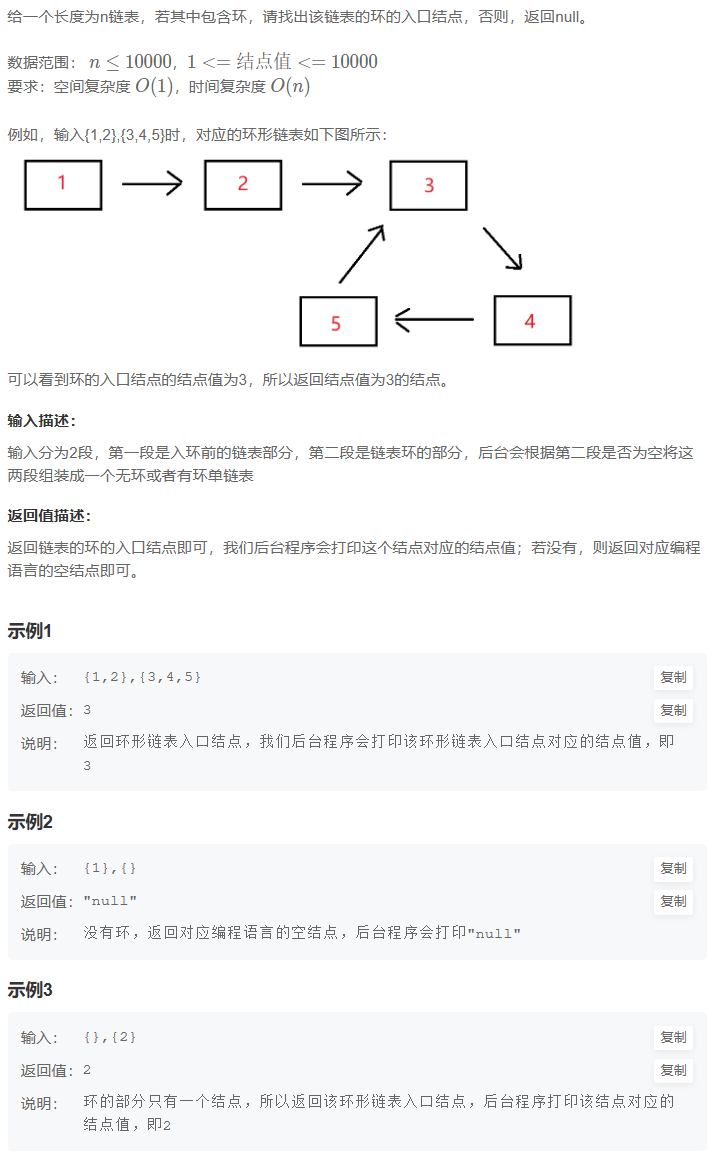 给一个长度为n链表，若其中包含环，请找出该链表的环的入口结点，否则，返回null。
数据范围： n ≤ 10000，1 <= 结点值 <= 10000
要求：空间复杂度 O(1)，时间复杂度 O(n)
例如，输入{1,2},{3,4,5}时，对应的环形链表如下图所示：
1 2 3
5 4
可以看到环的入口结点的结点值为3，所以返回结点值为3的结点。
输入描述：
输入分为2段，第一段是入环前的链表部分，第二段是链表环的部分，后台会根据第二段是否为空将这
两段组装成一个无环或者有环单链表
返回值描述：
返回链表的环的入口结点即可，我们后台程序会打印这个结点对应的结点值；若没有，则返回对应编程
语言的空结点即可。
示例1
输入： {1,2},{3,4,5} 复制
返回值：3 复制
说明： 返回环形链表入口结点，我们后台程序会打印该环形链表入口结点对应的结点值，即
3
示例2
输入： {1},{} 复制
返回值："null" 复制
说明： 没有环，返回对应编程语言的空结点，后台程序会打印"null"
示例3
输入： {},{2} 复制
返回值：2 复制
说明： 环的部分只有一个结点，所以返回该环形链表入口结点，后台程序打印该结点对应的
结点值，即2